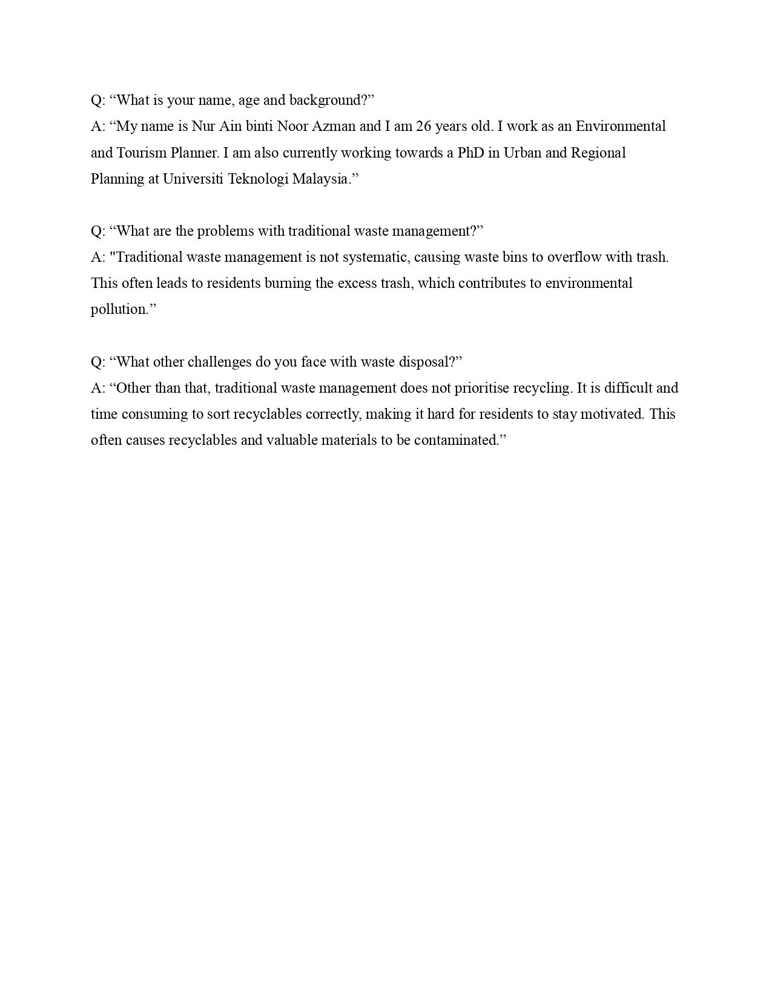 Q: “What is your name, age and background?”
A: “My name is Nur Ain binti Noor Azman and I am 26 years old. I work as an Environmental
and Tourism Planner. I am also currently working towards a PhD in Urban and Regional
Planning at Universiti Teknologi Malaysia.”
Q: “What are the problems with traditional waste management?”
A: "Traditional waste management is not systematic, causing waste bins to overflow with trash.
This often leads to residents burning the excess trash, which contributes to environmental
pollution.”
Q: “What other challenges do you face with waste disposal?”
A: “Other than that, traditional waste management does not prioritise recycling. It is difficult and
time consuming to sort recyclables correctly, making it hard for residents to stay motivated. This
often causes recyclables and valuable materials to be contaminated.”